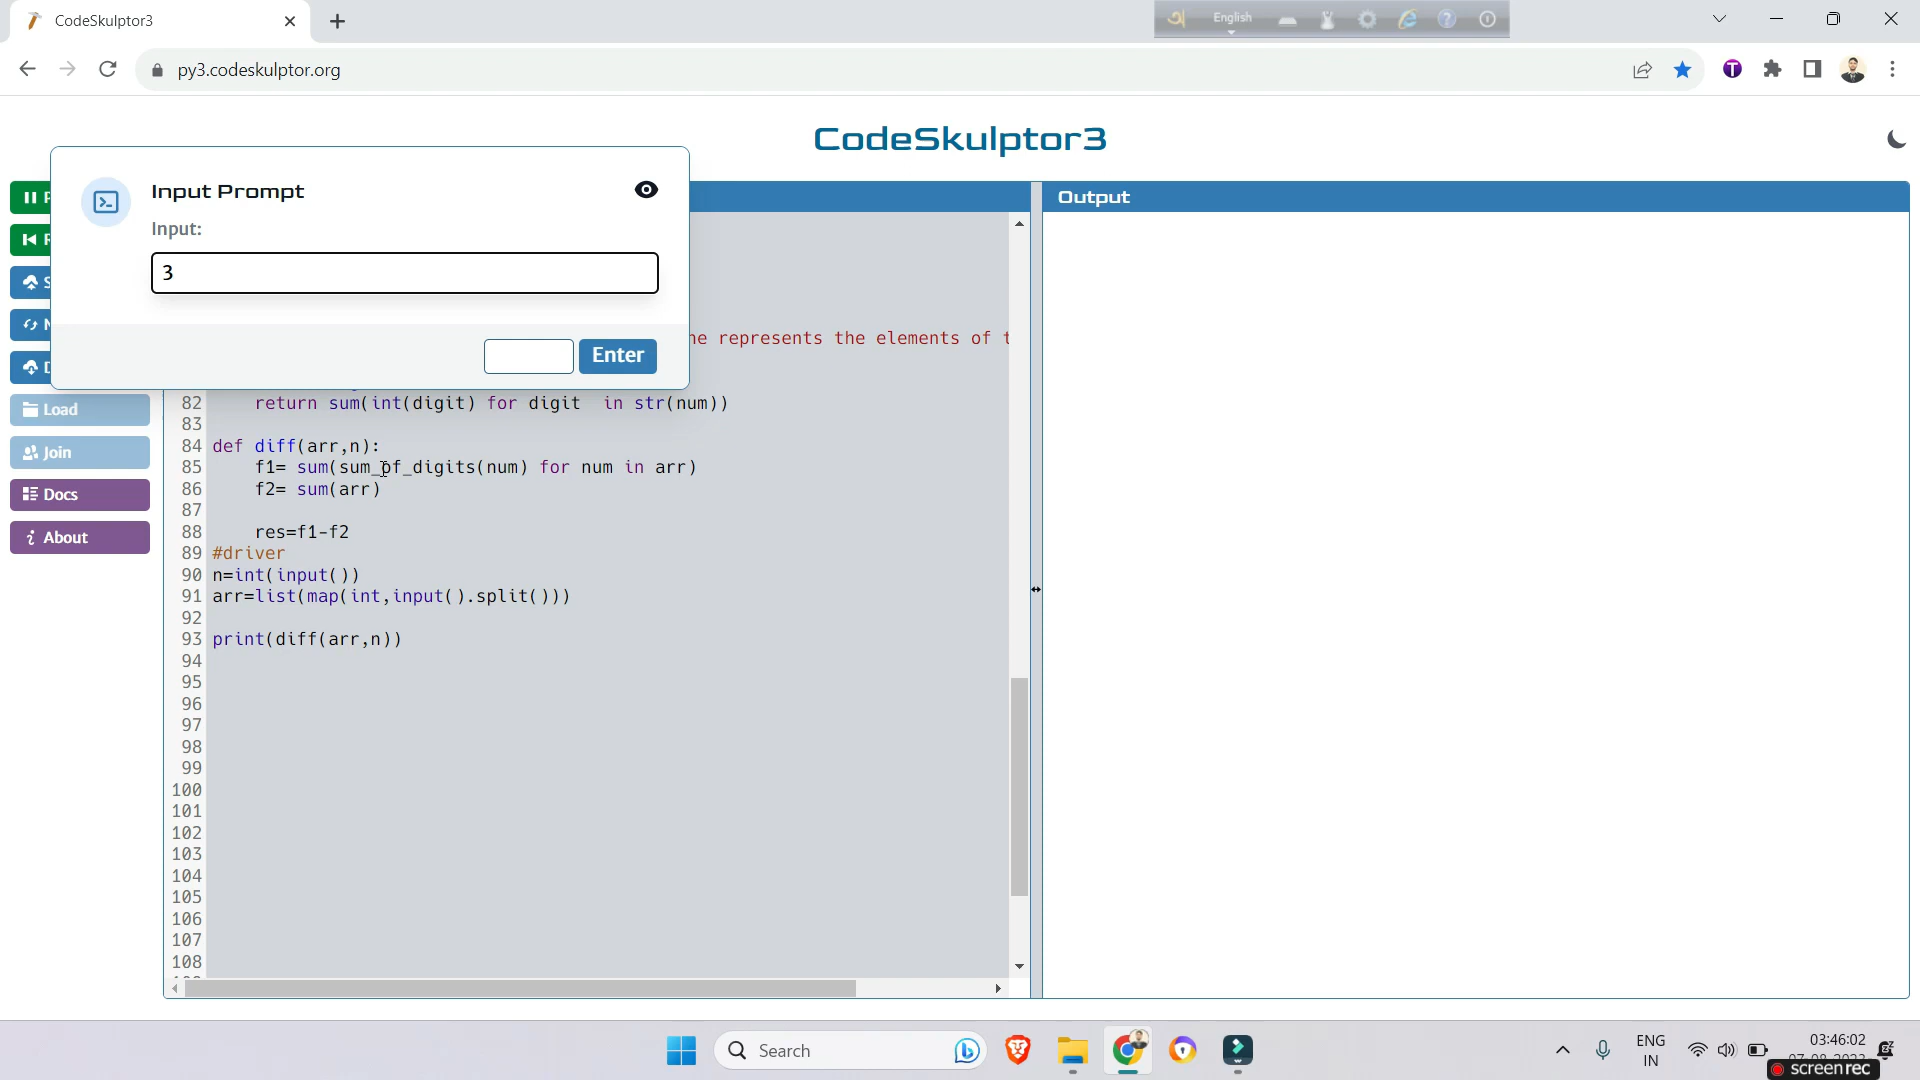 CodeSkulptor3
English
py3.codeskulptor.org
CodeSkulptor3
Input Prompt
Input:
3
Enter
Output
he represents the elements of t
Load
Join
Docs
About
82 return sum(int(digit) for digit in str(num))
83
84 def diff(arr,n):
85 f1= sum(sum_of_digits(num) for num in arr)
86 f2= sum(arr)
87
88 res=f1-f2
89 #driver
90 n=int(input())
91 arr=list(map(int,input().split()))
92
93 print(diff(arr,n))
94
95
96
97
98
99
100
101
102
103
104
105
106
107
108
Search
ENG
IN
03:46:02
screenrec